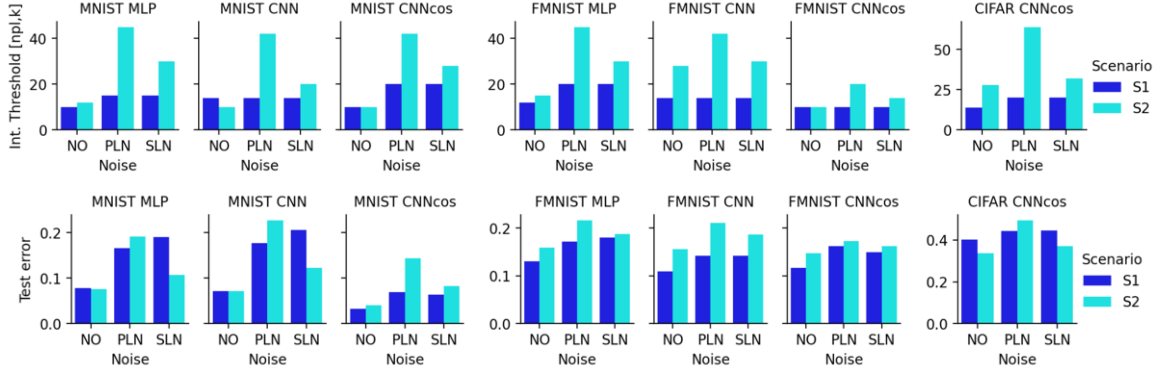 MNIST MLP MNIST CNN MNIST CNNcos FMNIST MLP FMNIST CNN FMNIST CNNcos CIFAR CNNcos
Int. Threshold [npl,k]
40
20
0
50
25
0
NO PLN SLN NO PLN SLN NO PLN SLN NO PLN SLN NO PLN SLN NO PLN SLN NO PLN SLN
Noise Noise Noise Noise Noise Noise Noise
Scenario
S1
S2
MNIST MLP MNIST CNN MNIST CNNcos FMNIST MLP FMNIST CNN FMNIST CNNcos CIFAR CNNcos
Test error
0.2
0.1
0.0
0.2
0.1
0.0
0.4
0.2
0.0
NO PLN SLN NO PLN SLN NO PLN SLN NO PLN SLN NO PLN SLN NO PLN SLN NO PLN SLN
Noise Noise Noise Noise Noise Noise Noise
Scenario
S1
S2